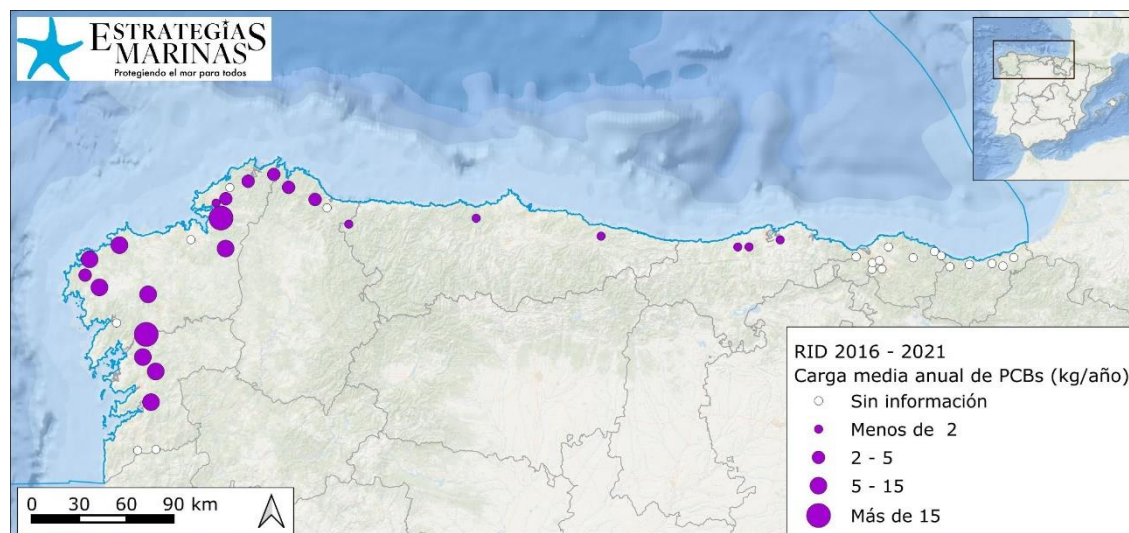 ESTRATEGIAS
MARINAS
Protegiendo el mar para todos
RID 2016 - 2021
Carga media anual de PCBs (kg/año)
Sin información
Menos de 2
2 - 5
5 - 15
Más de 15
0 30 60 90 km